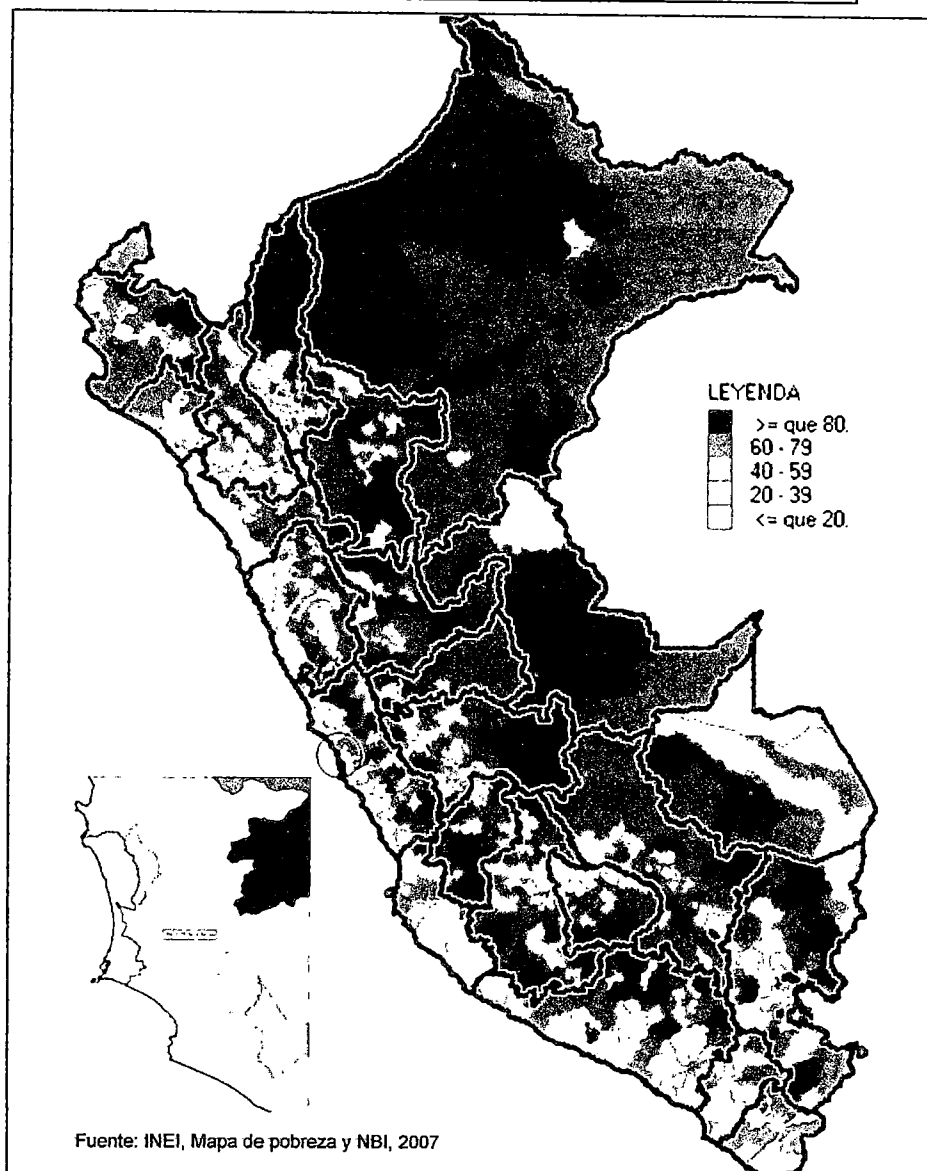 LEYENDA
>= que 80.
60 - 79
40 - 59
20 - 39
<= que 20.
Fuente: INEI, Mapa de pobreza y NBI, 2007